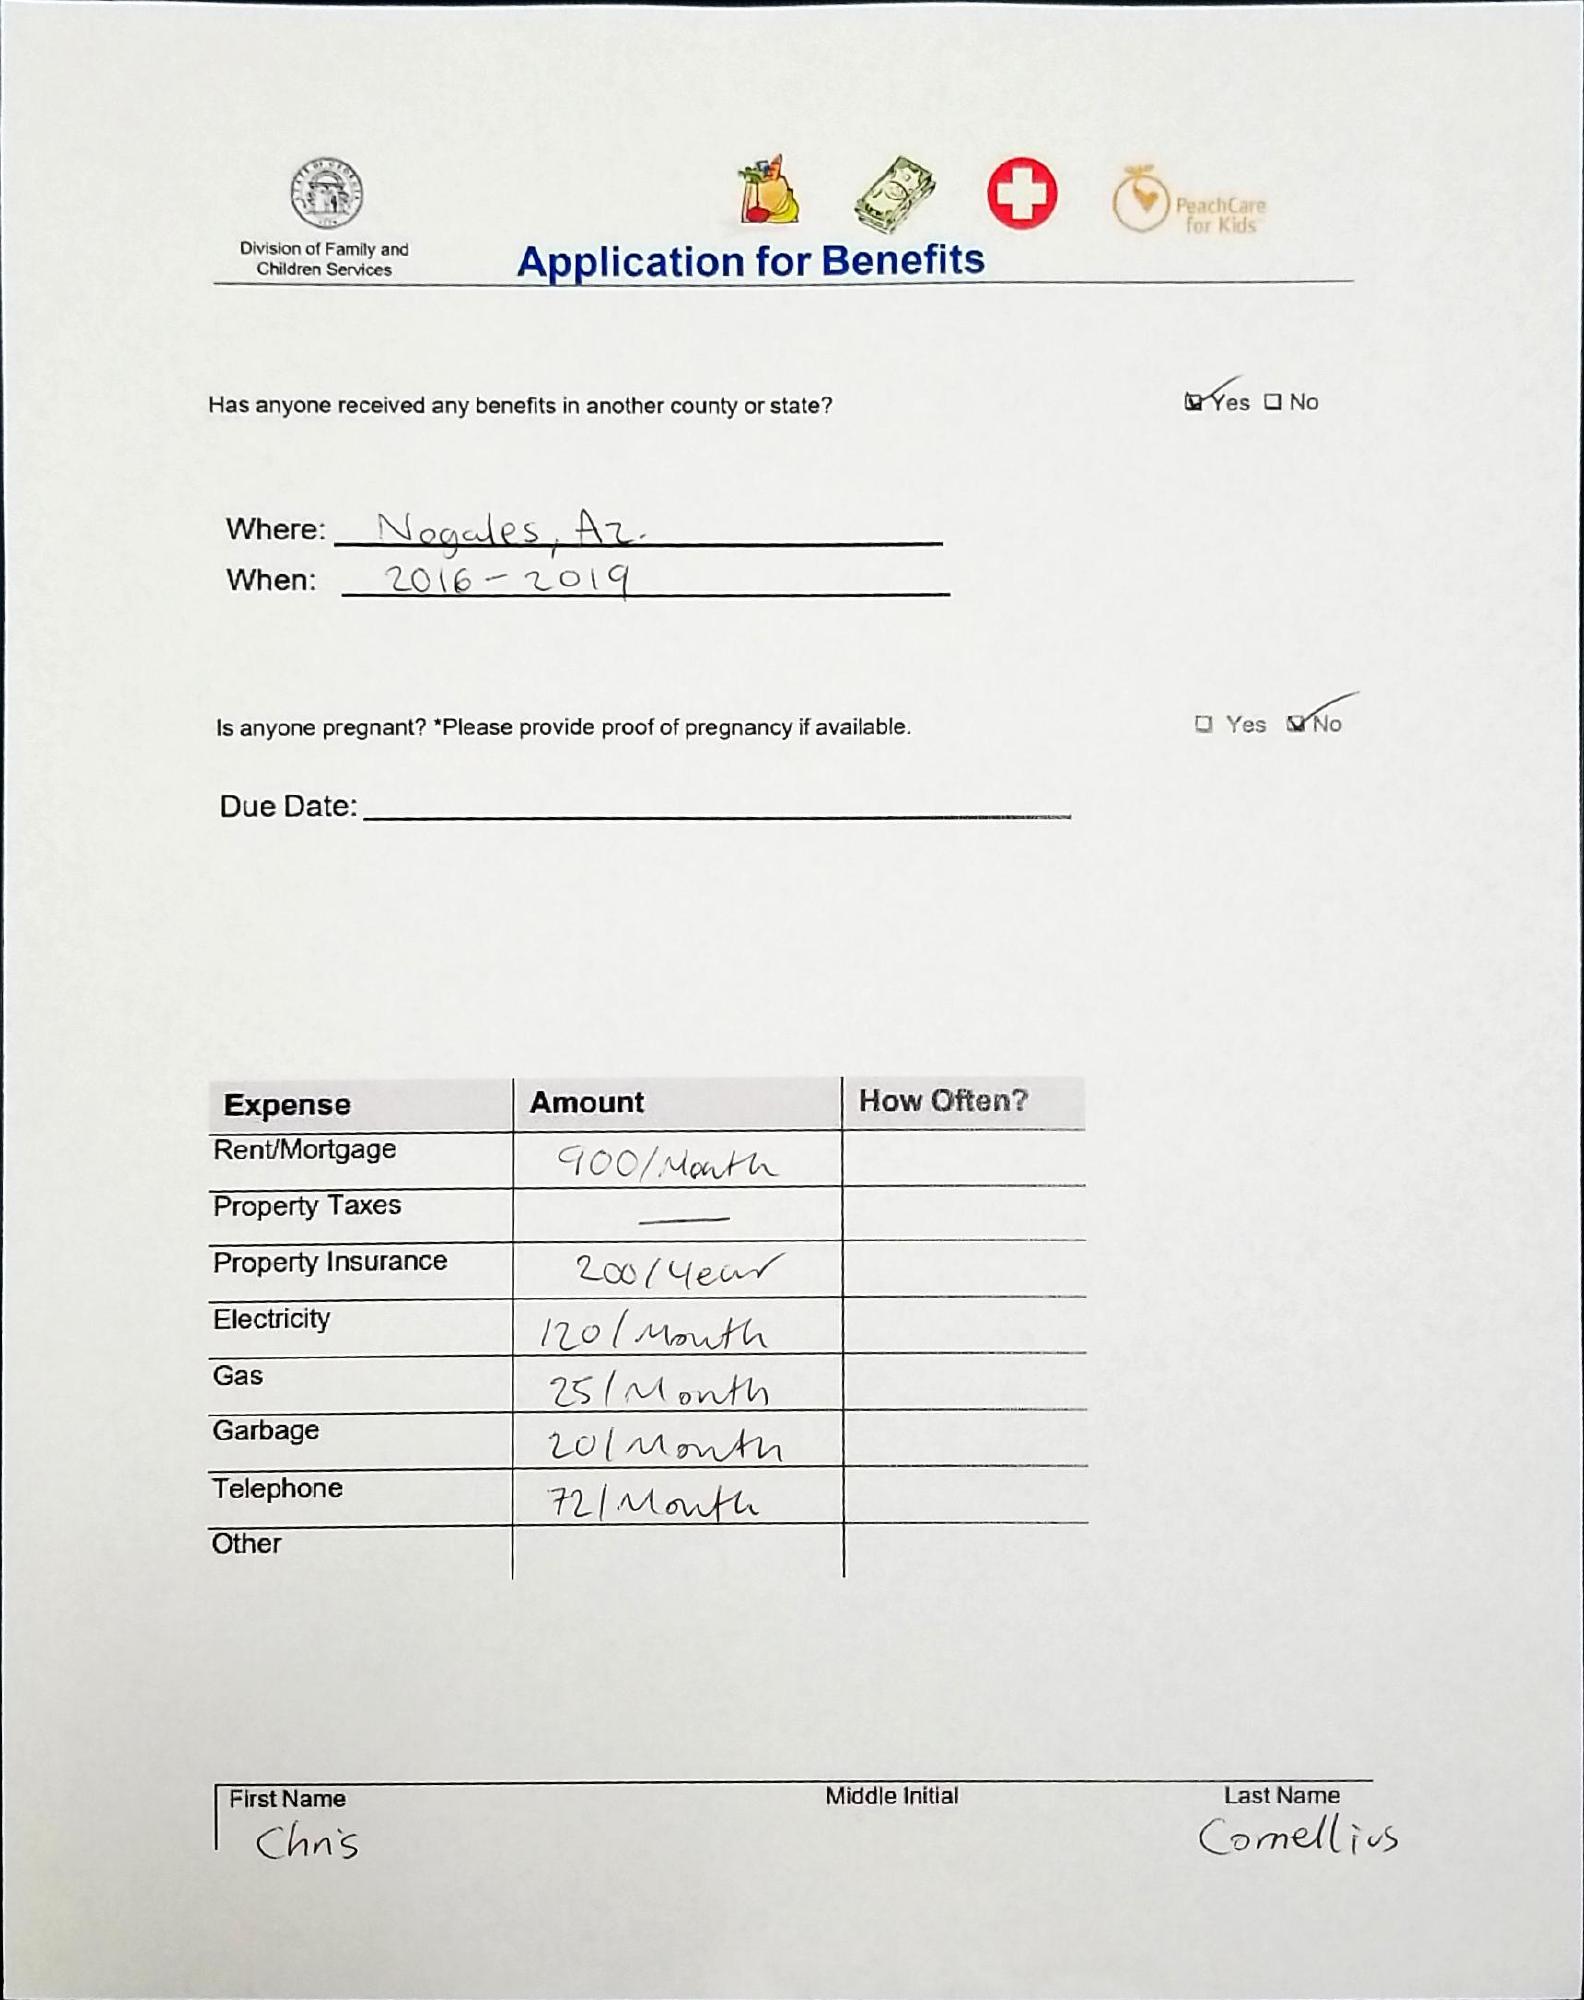 STATE OF GEORGIA
Division of Family and
Children Services
Application for Benefits
PeachCare
for Kids
Has anyone received any benefits in another county or state? Yes No
Where: Nogales, Az.
When: 2016 - 2019
Is anyone pregnant? *Please provide proof of pregnancy if available. Yes No
Due Date:
Expense Amount How Often?
Rent/Mortgage 900/Month
Property Taxes —
Property Insurance 200/Year
Electricity 120/Month
Gas 25/Month
Garbage 20/Month
Telephone 72/Month
Other
First Name Middle Initial Last Name
Chris Cornellius